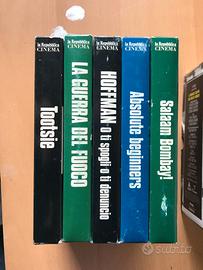 la Repubblica
CINEMA
Tootsie
la Repubblica
CINEMA
LA GUERRA DEL FUOCO
la Repubblica
CINEMA
HOFFMAN o ti spogli o ti denuncio
la Repubblica
CINEMA
Absolute beginners
la Repubblica
CINEMA
Salaam Bombay!
subito